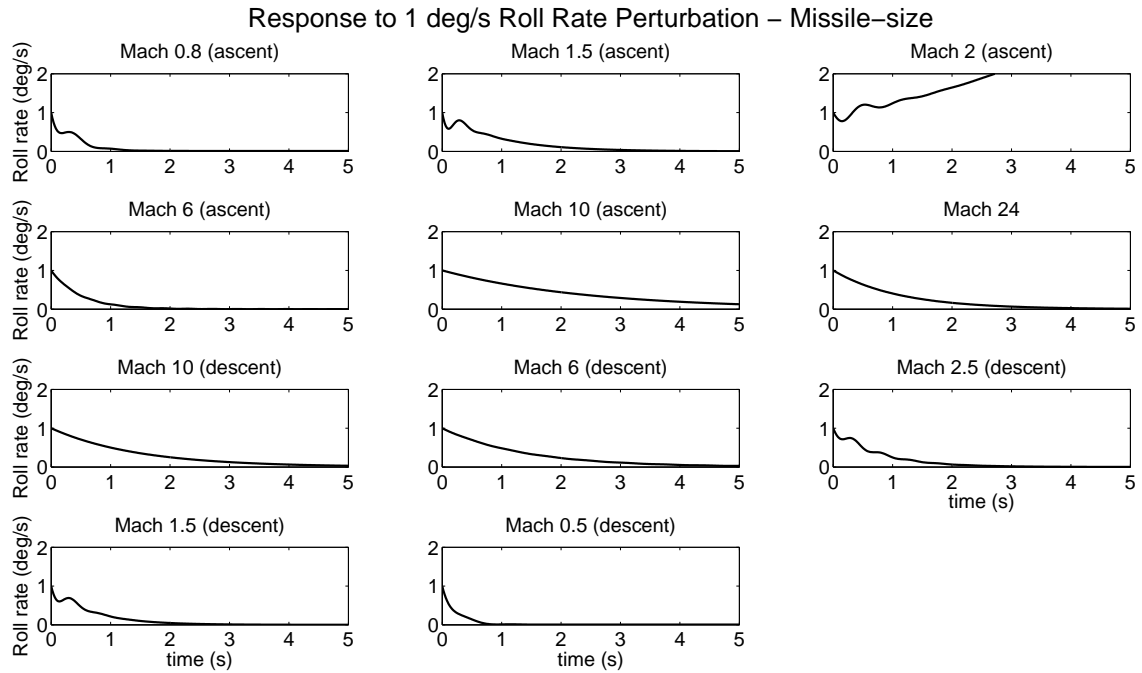 Response to 1 deg/s Roll Rate Perturbation − Missile−size
Mach 0.8 (ascent)
Roll rate (deg/s)
2
1
0
0 1 2 3 4 5
Mach 1.5 (ascent)
2
1
0
0 1 2 3 4 5
Mach 2 (ascent)
2
1
0
0 1 2 3 4 5
Mach 6 (ascent)
Roll rate (deg/s)
2
1
0
0 1 2 3 4 5
Mach 10 (ascent)
2
1
0
0 1 2 3 4 5
Mach 24
2
1
0
0 1 2 3 4 5
Mach 10 (descent)
Roll rate (deg/s)
2
1
0
0 1 2 3 4 5
Mach 6 (descent)
2
1
0
0 1 2 3 4 5
Mach 2.5 (descent)
2
1
0
0 1 2 3 4 5
time (s)
Mach 1.5 (descent)
Roll rate (deg/s)
2
1
0
0 1 2 3 4 5
time (s)
Mach 0.5 (descent)
2
1
0
0 1 2 3 4 5
time (s)